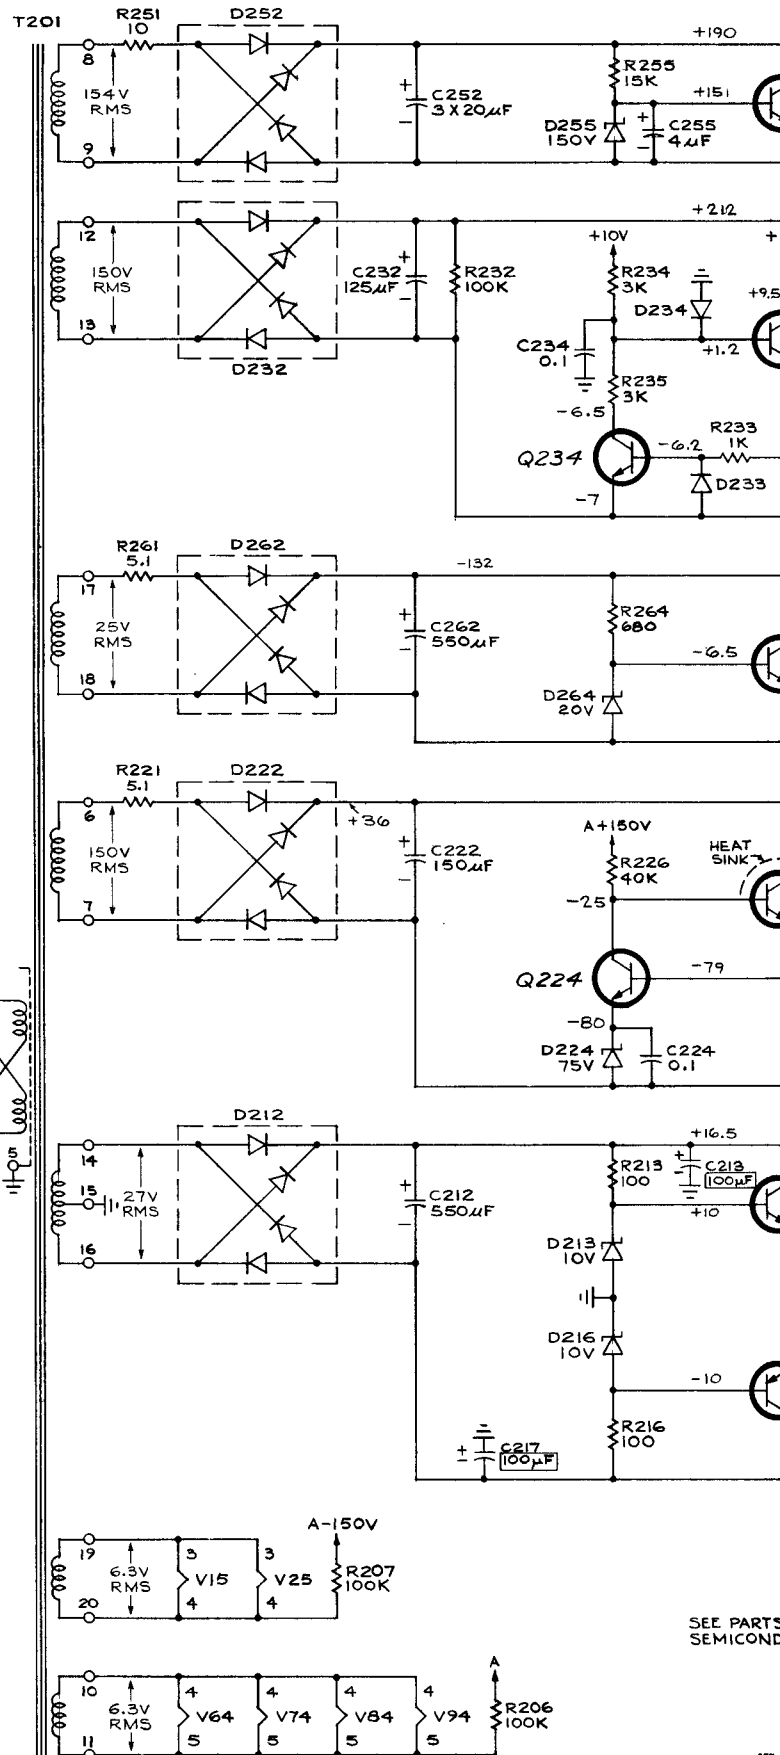 T201
R251
10
D252
8
154V
RMS
9
C252
3X20µF
+190
R255
15K
+151
D255
150V
C255
4µF
12
150V
RMS
13
D232
C232
125µF
R232
100K
+212
+10V
R234
3K
D234
+9.5
C234
0.1
+1.2
R235
3K
-6.5
Q234
-6.2
R233
1K
D233
-7
R261
5.1
D262
17
25V
RMS
18
-132
C262
550µF
R264
680
-6.5
D264
20V
R221
5.1
D222
6
150V
RMS
7
+36
C222
150µF
A+150V
R226
40K
HEAT
SINK
-25
Q224
-79
-80
D224
75V
C224
0.1
5
D212
14
15
27V
RMS
16
C212
550µF
+16.5
R213
100
C213
100µF
+10
D213
10V
D216
10V
-10
R216
100
C217
100µF
19
6.3V
RMS
20
3
V15
4
3
V25
4
A-150V
R207
100K
SEE PARTS
SEMICOND
10
6.3V
RMS
11
4
V64
5
4
V74
5
4
V84
5
4
V94
5
A
R206
100K